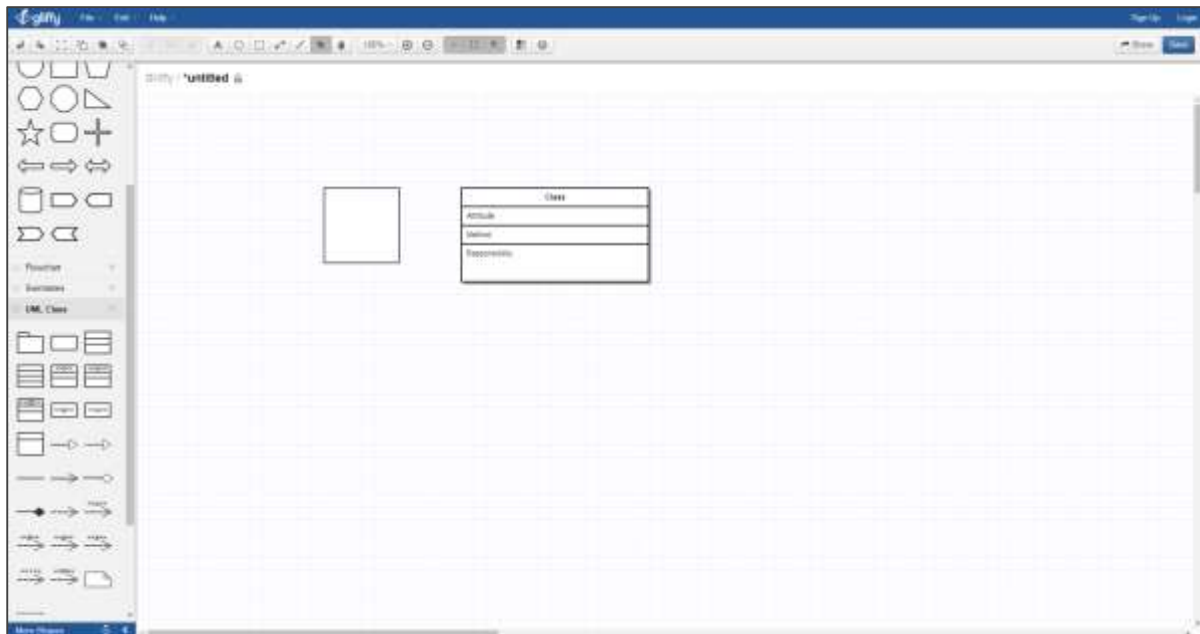 gliffy File Edit Help Sign Up Login
100% Share Save
Gliffy / *untitled
Class
Attribute
Method
Responsibility
Flowchart
Swimlanes
UML Class
More Shapes